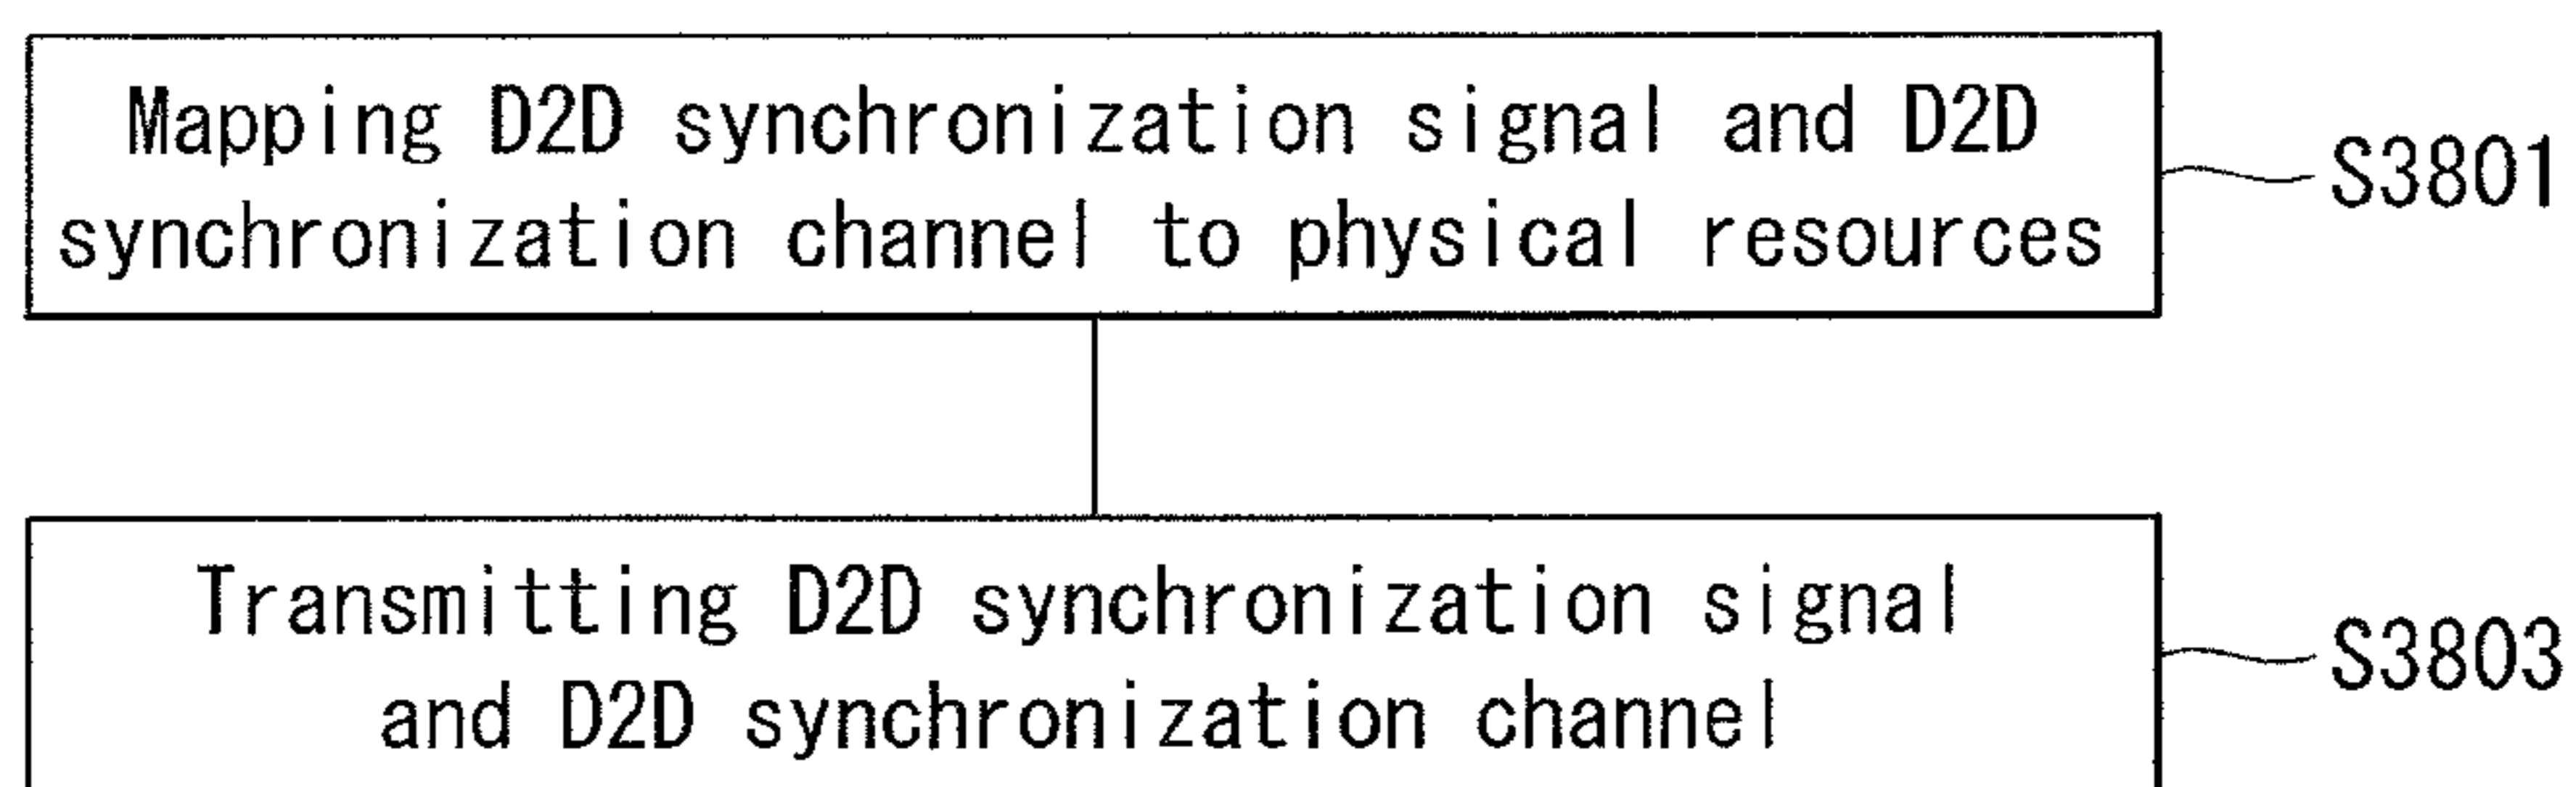 Mapping D2D synchronization signal and D2D
synchronization channel to physical resources
S3801
Transmitting D2D synchronization signal
and D2D synchronization channel
S3803